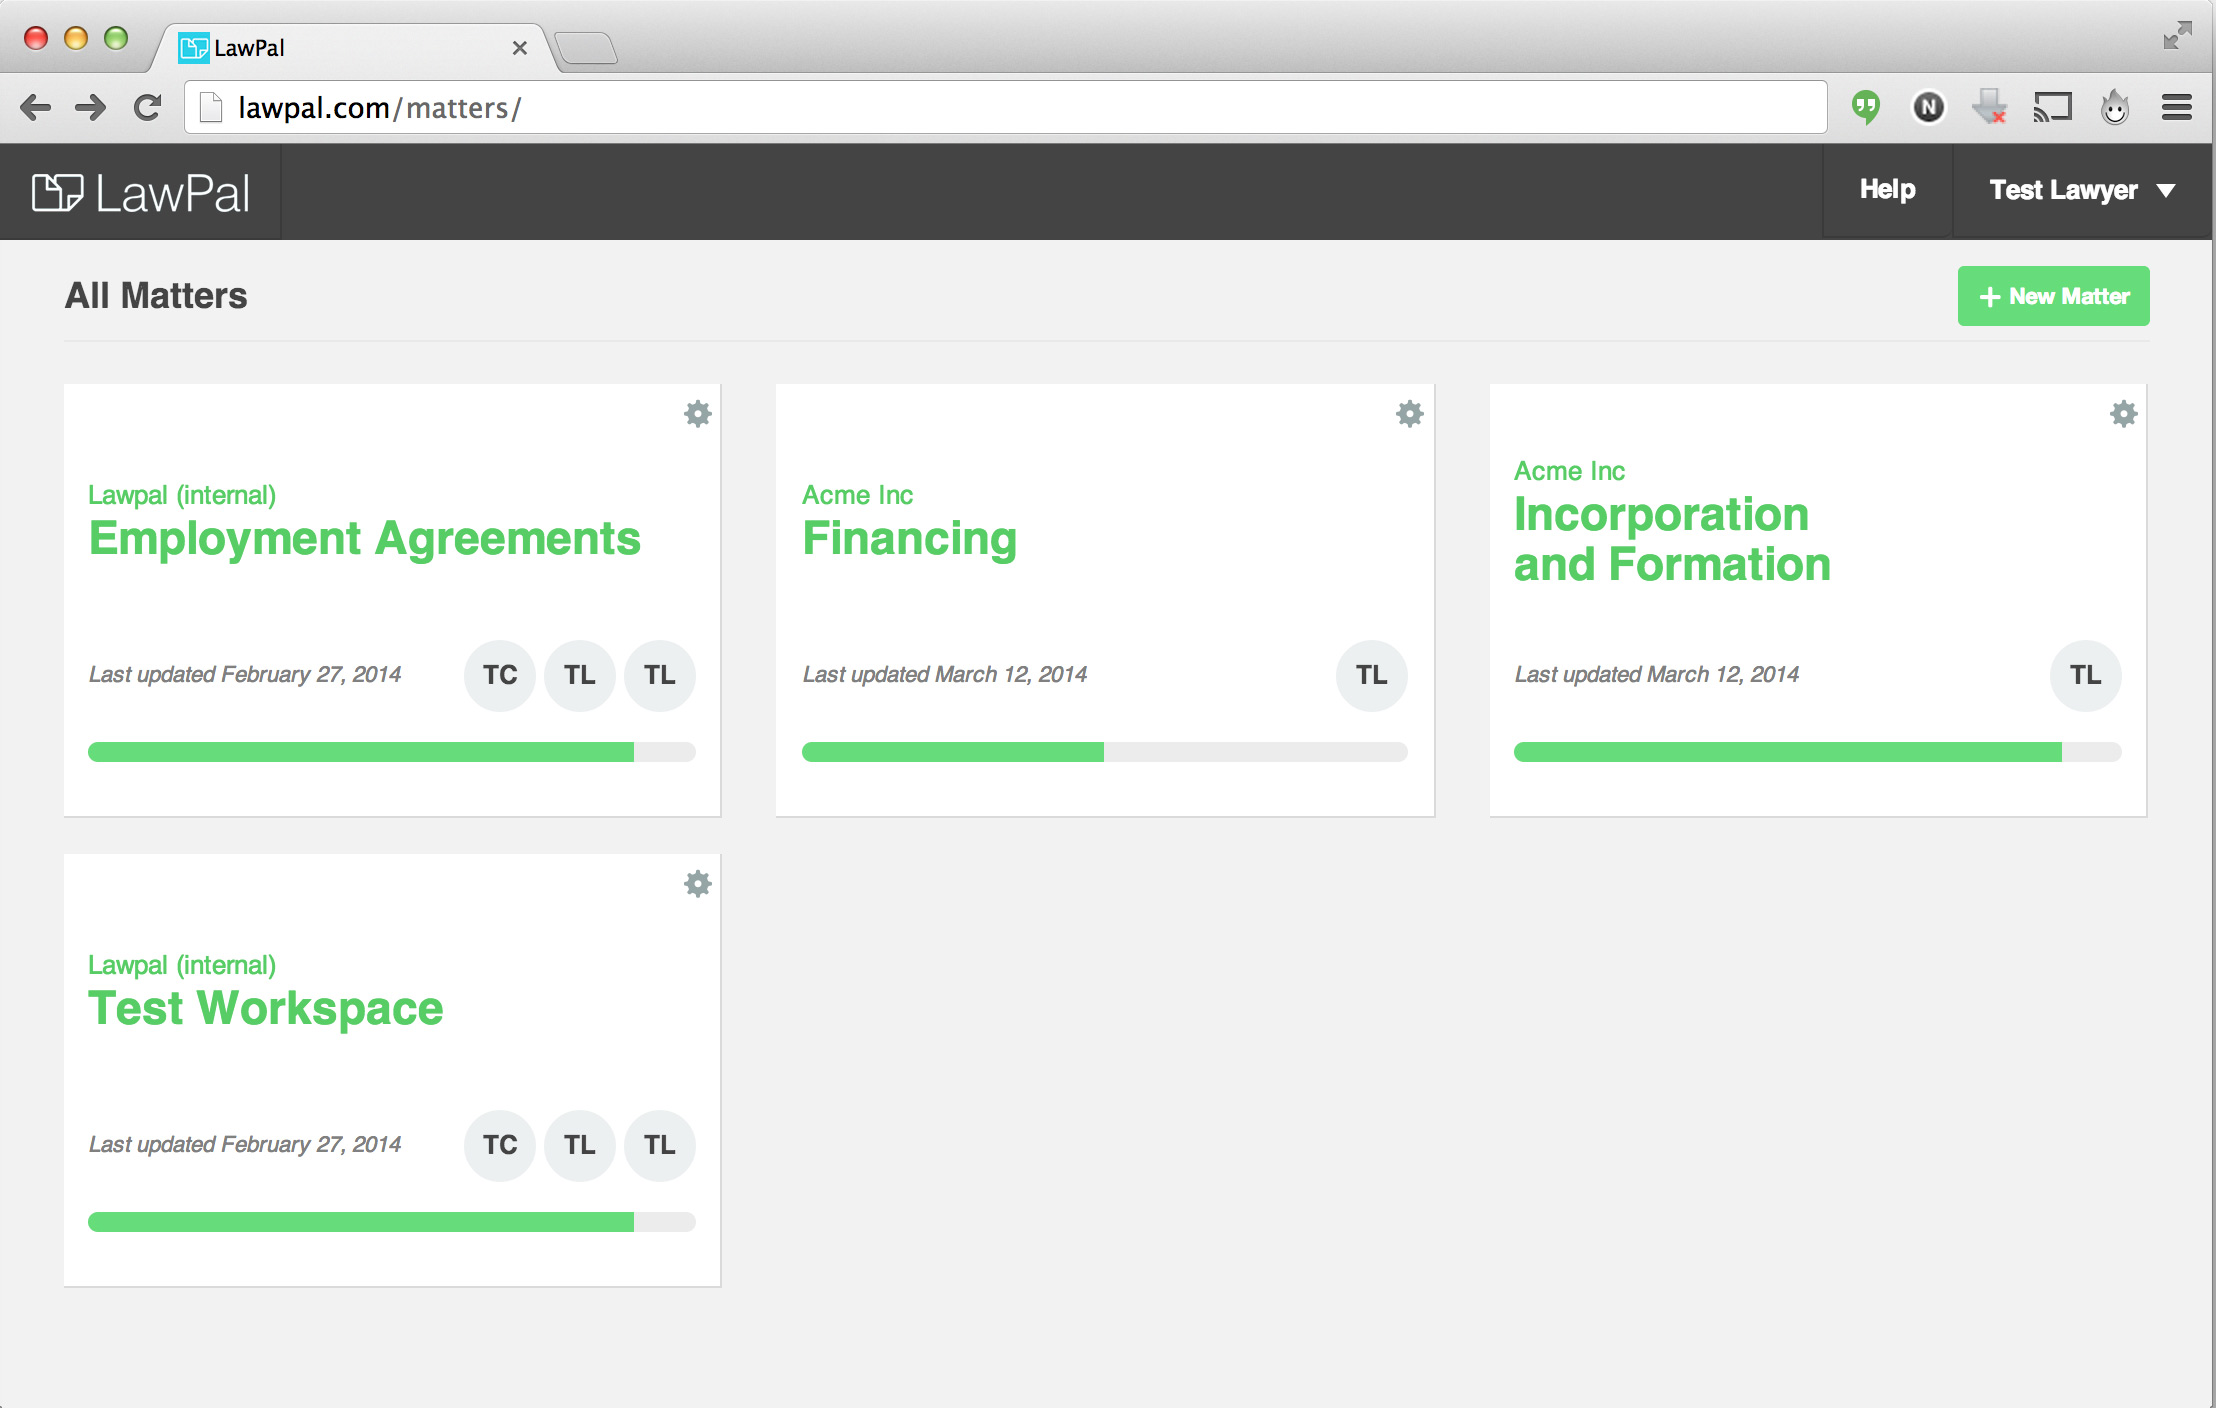 LawPal
lawpal.com/matters/
N
LawPal
Help
Test Lawyer
All Matters
+ New Matter
Lawpal (internal)
Employment Agreements
Last updated February 27, 2014
TC
TL
TL
Acme Inc
Financing
Last updated March 12, 2014
TL
Acme Inc
Incorporation
and Formation
Last updated March 12, 2014
TL
Lawpal (internal)
Test Workspace
Last updated February 27, 2014
TC
TL
TL